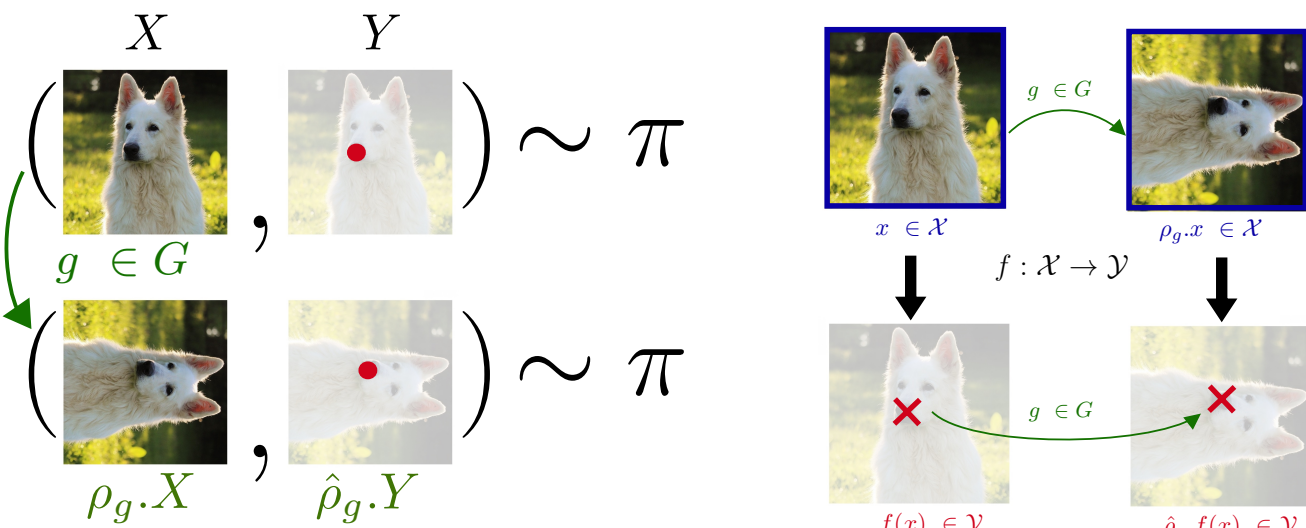 X Y
( , ) ∼ π
g ∈ G
( , ) ∼ π
ρ_g.X ρ̂_g.Y
g ∈ G
x ∈ 𝒳 ρ_g.x ∈ 𝒳
f : 𝒳 → 𝒴
g ∈ G
f(x) ∈ 𝒴 ρ̂ f(x) ∈ 𝒴